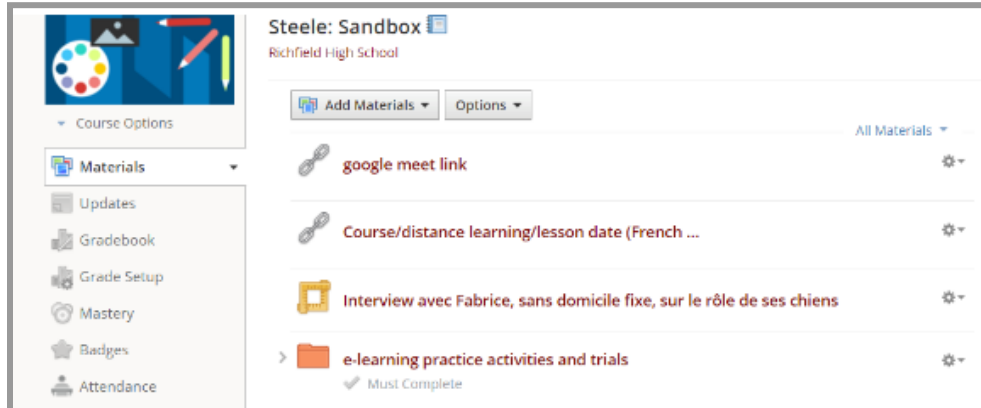 Steele: Sandbox
Richfield High School
Add Materials
Options
Course Options
All Materials
Materials
google meet link
Updates
Course/distance learning/lesson date (French ...
Gradebook
Grade Setup
Interview avec Fabrice, sans domicile fixe, sur le rôle de ses chiens
Mastery
Badges
e-learning practice activities and trials
Attendance
Must Complete